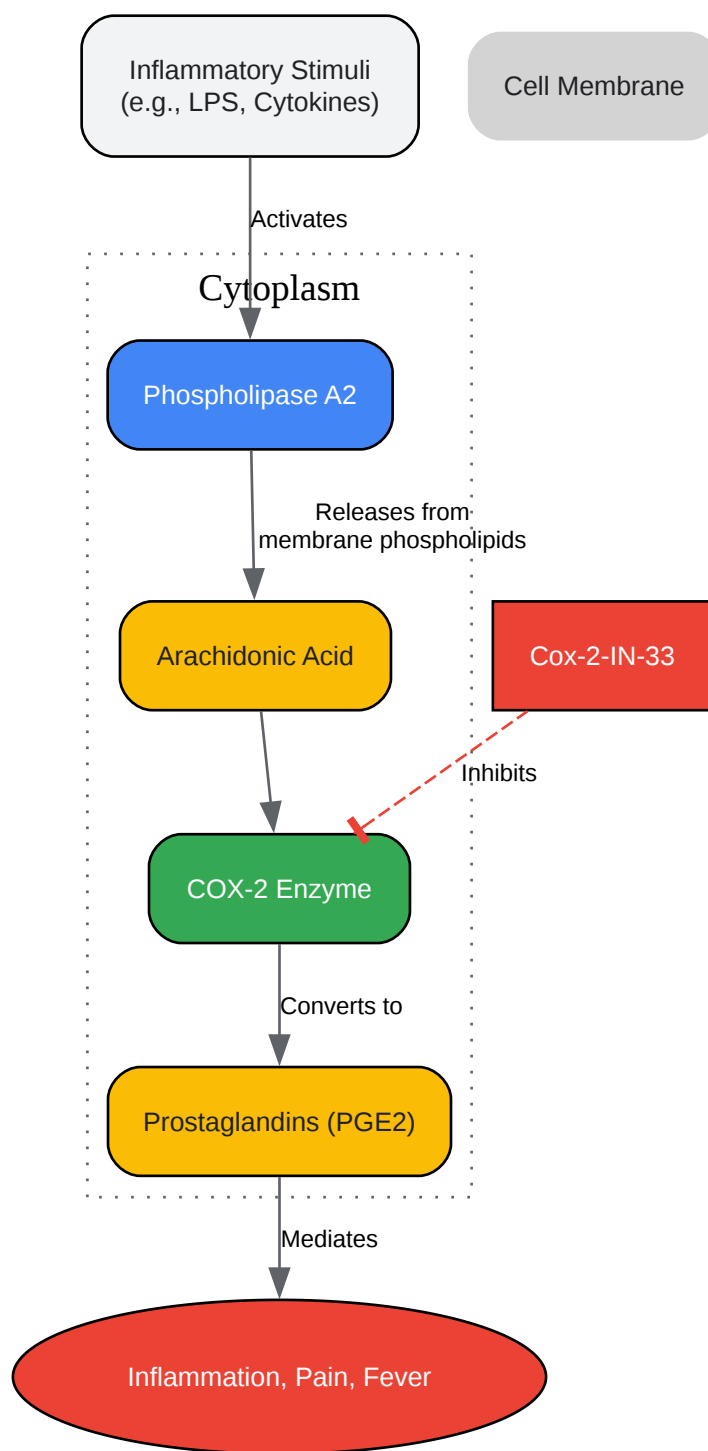 Inflammatory Stimuli
(e.g., LPS, Cytokines)
Cell Membrane
Activates
Cytoplasm
Phospholipase A2
Releases from
membrane phospholipids
Arachidonic Acid
Cox-2-IN-33
Inhibits
COX-2 Enzyme
Converts to
Prostaglandins (PGE2)
Mediates
Inflammation, Pain, Fever